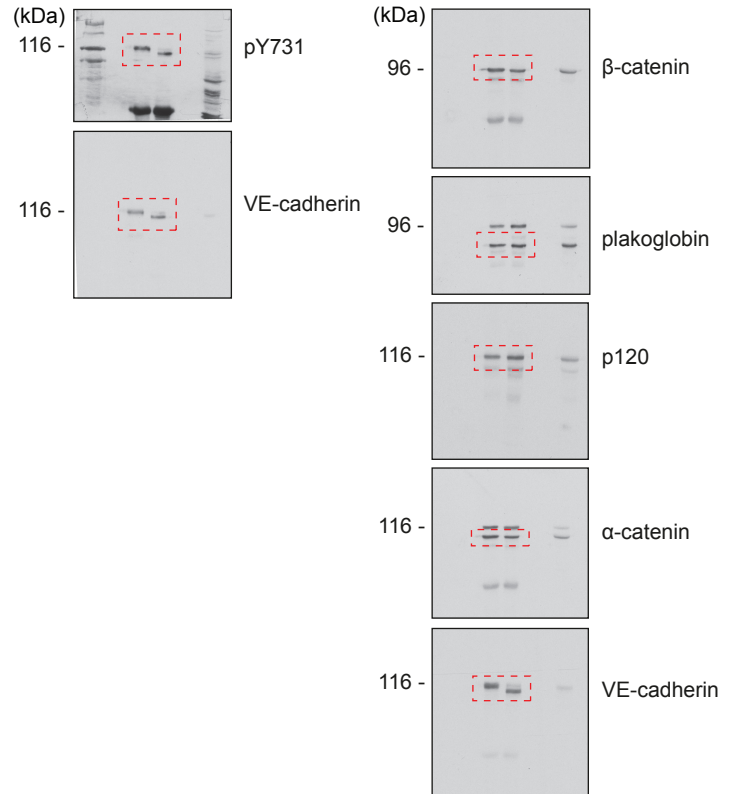 (kDa)
116 -
pY731
116 -
VE-cadherin
(kDa)
96 -
β-catenin
96 -
plakoglobin
116 -
p120
116 -
α-catenin
116 -
VE-cadherin